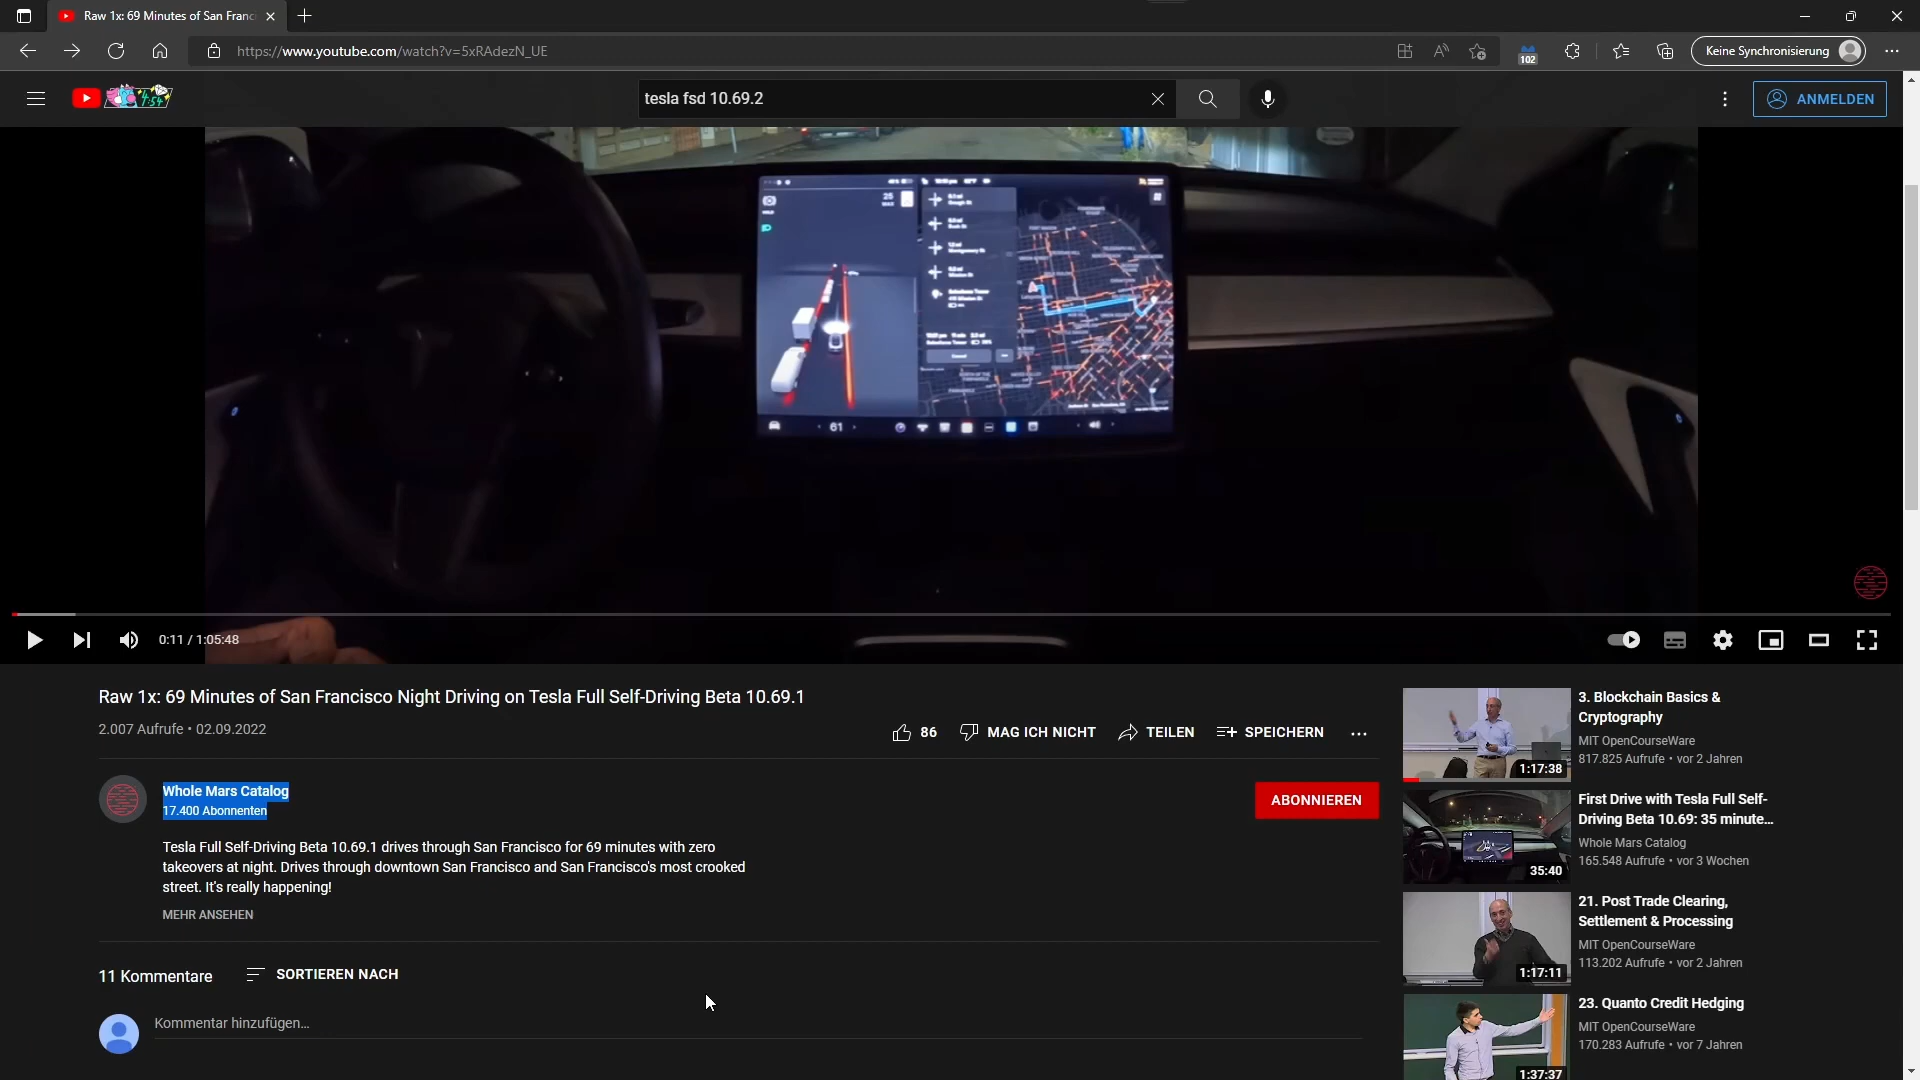 Raw 1x: 69 Minutes of San Franc
https://www.youtube.com/watch?v=5xRAdezN_UE
102
Keine Synchronisierung
4:54
tesla fsd 10.69.2
ANMELDEN
25
61
0:11 / 1:05:48
Raw 1x: 69 Minutes of San Francisco Night Driving on Tesla Full Self-Driving Beta 10.69.1
2.007 Aufrufe • 02.09.2022
86
MAG ICH NICHT
TEILEN
SPEICHERN
Whole Mars Catalog
17.400 Abonnenten
ABONNIEREN
Tesla Full Self-Driving Beta 10.69.1 drives through San Francisco for 69 minutes with zero
takeovers at night. Drives through downtown San Francisco and San Francisco's most crooked
street. It's really happening!
MEHR ANSEHEN
11 Kommentare
SORTIEREN NACH
Kommentar hinzufügen...
1:17:38
3. Blockchain Basics &
Cryptography
MIT OpenCourseWare
817.825 Aufrufe • vor 2 Jahren
35:40
First Drive with Tesla Full Self-
Driving Beta 10.69: 35 minute...
Whole Mars Catalog
165.548 Aufrufe • vor 3 Wochen
1:17:11
21. Post Trade Clearing,
Settlement & Processing
MIT OpenCourseWare
113.202 Aufrufe • vor 2 Jahren
1:37:37
23. Quanto Credit Hedging
MIT OpenCourseWare
170.283 Aufrufe • vor 7 Jahren